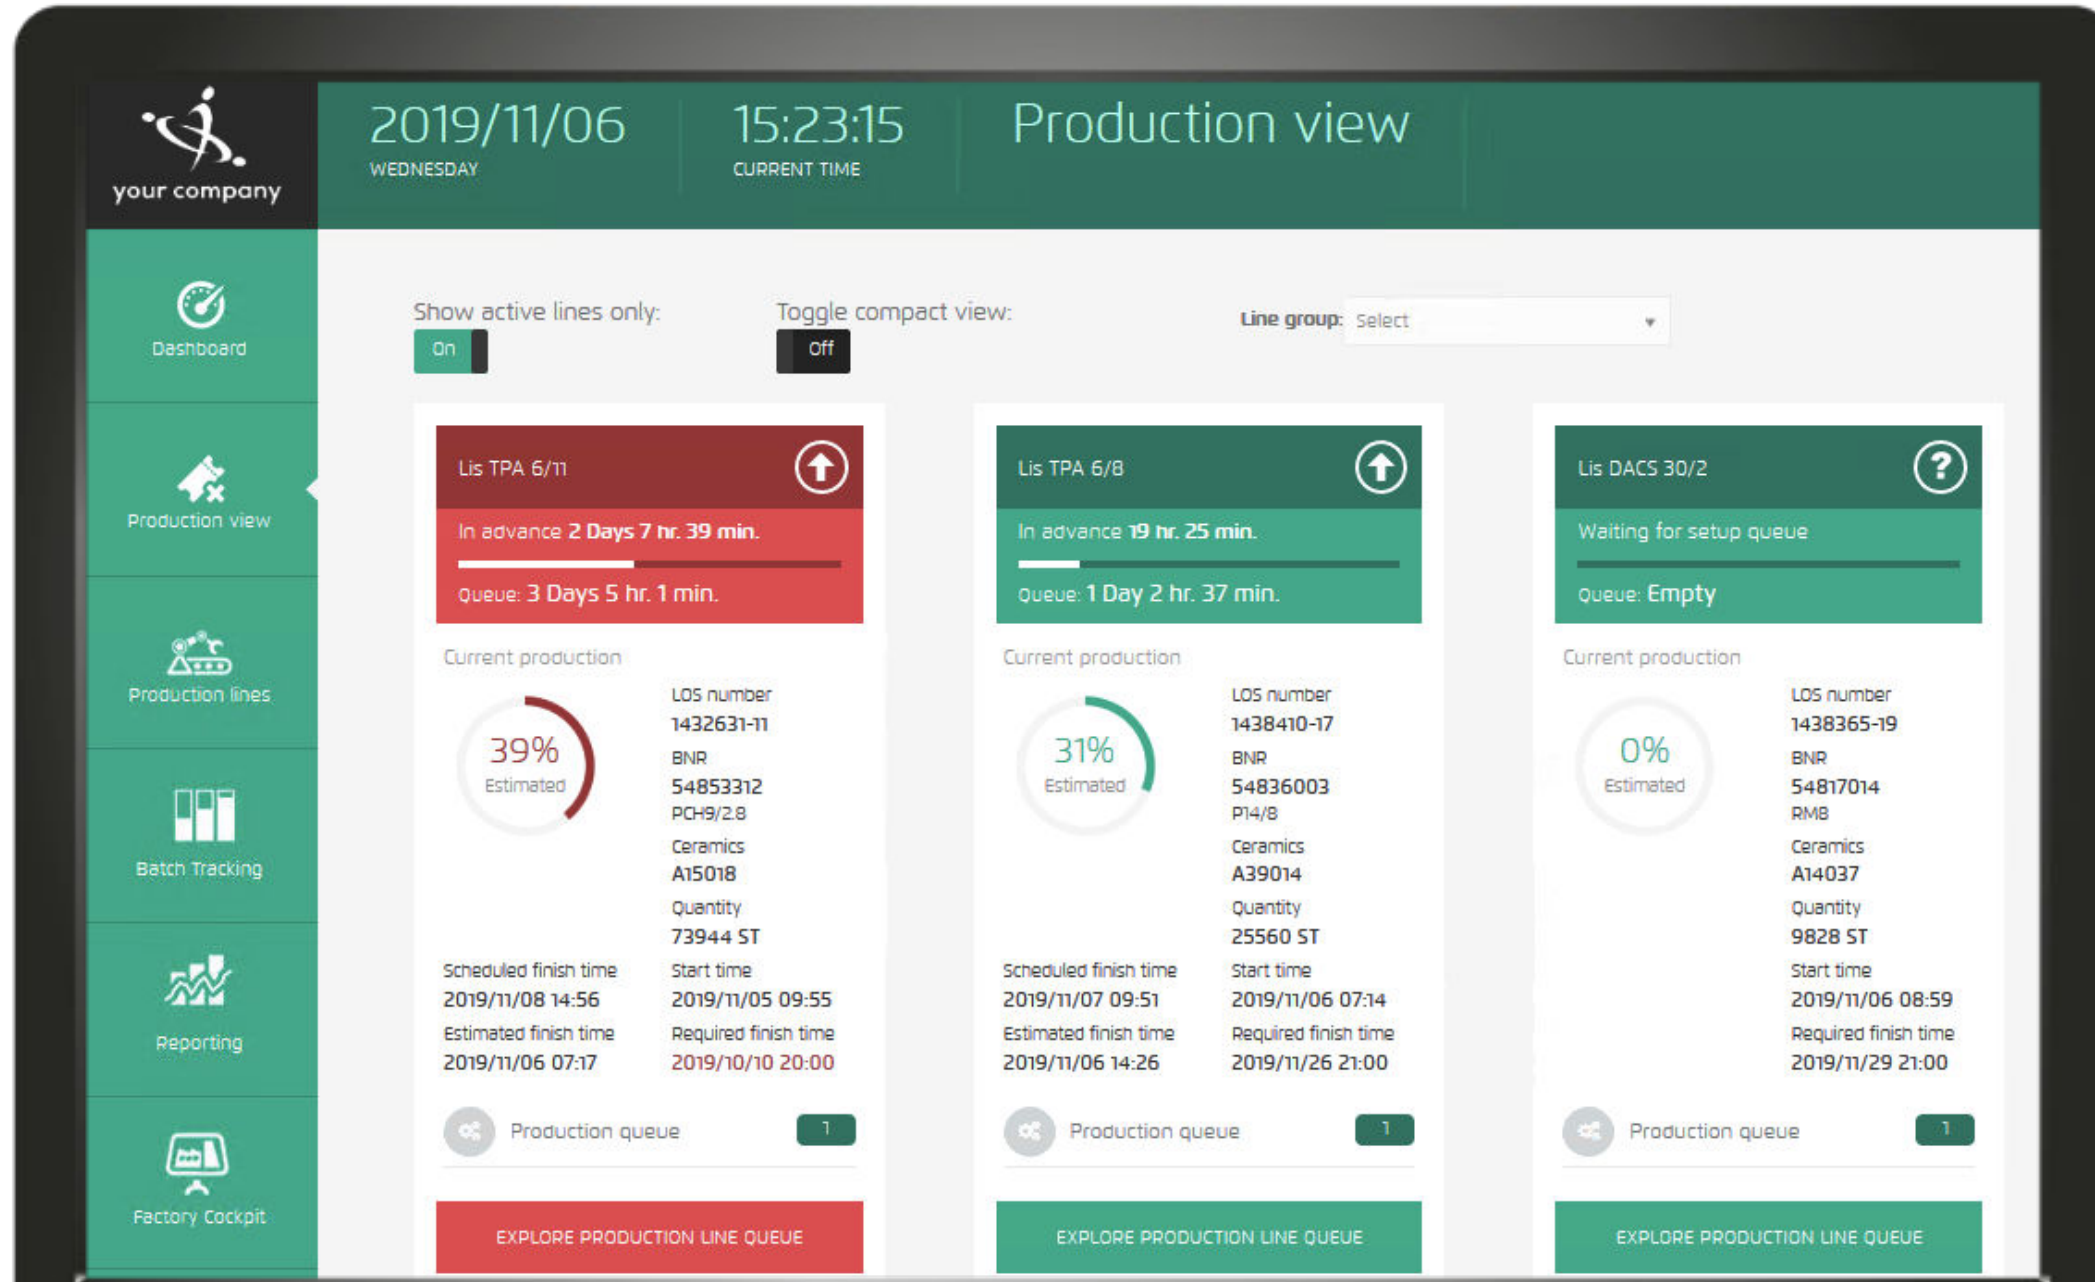 your company
2019/11/06
WEDNESDAY
15:23:15
CURRENT TIME
Production view
Dashboard
Production view
Production lines
Batch Tracking
Reporting
Factory Cockpit
Show active lines only:
On
Toggle compact view:
Off
Line group: Select
Lis TPA 6/11
In advance 2 Days 7 hr. 39 min.
Queue: 3 Days 5 hr. 1 min.
Current production
39%
Estimated
LOS number
1432631-11
BNR
54853312
PCH9/2.8
Ceramics
A15018
Quantity
73944 ST
Scheduled finish time
2019/11/08 14:56
Start time
2019/11/05 09:55
Estimated finish time
2019/11/06 07:17
Required finish time
2019/10/10 20:00
Production queue
1
EXPLORE PRODUCTION LINE QUEUE
Lis TPA 6/8
In advance 19 hr. 25 min.
Queue: 1 Day 2 hr. 37 min.
Current production
31%
Estimated
LOS number
1438410-17
BNR
54836003
P14/8
Ceramics
A39014
Quantity
25560 ST
Scheduled finish time
2019/11/07 09:51
Start time
2019/11/06 07:14
Estimated finish time
2019/11/06 14:26
Required finish time
2019/11/26 21:00
Production queue
1
EXPLORE PRODUCTION LINE QUEUE
Lis DACS 30/2
?
Waiting for setup queue
Queue: Empty
Current production
0%
Estimated
LOS number
1438365-19
BNR
54817014
RM8
Ceramics
A14037
Quantity
9828 ST
Start time
2019/11/06 08:59
Required finish time
2019/11/29 21:00
Production queue
1
EXPLORE PRODUCTION LINE QUEUE